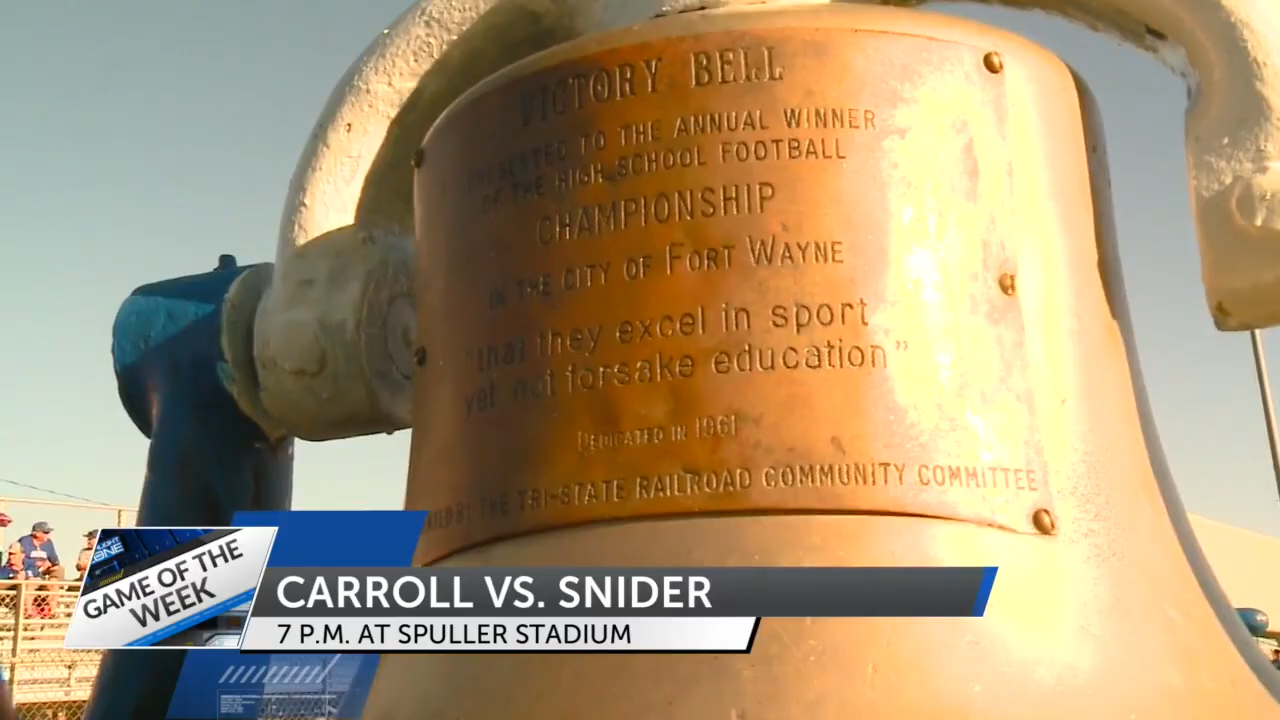 VICTORY BELL
PRESENTED TO THE ANNUAL WINNER
OF THE HIGH SCHOOL FOOTBALL
CHAMPIONSHIP
IN THE CITY OF FORT WAYNE
"that they excel in sport
yet not forsake education"
DEDICATED IN 1961
THE TRI-STATE RAILROAD COMMUNITY COMMITTEE
GAME OF THE
WEEK
CARROLL VS. SNIDER
7 P.M. AT SPULLER STADIUM